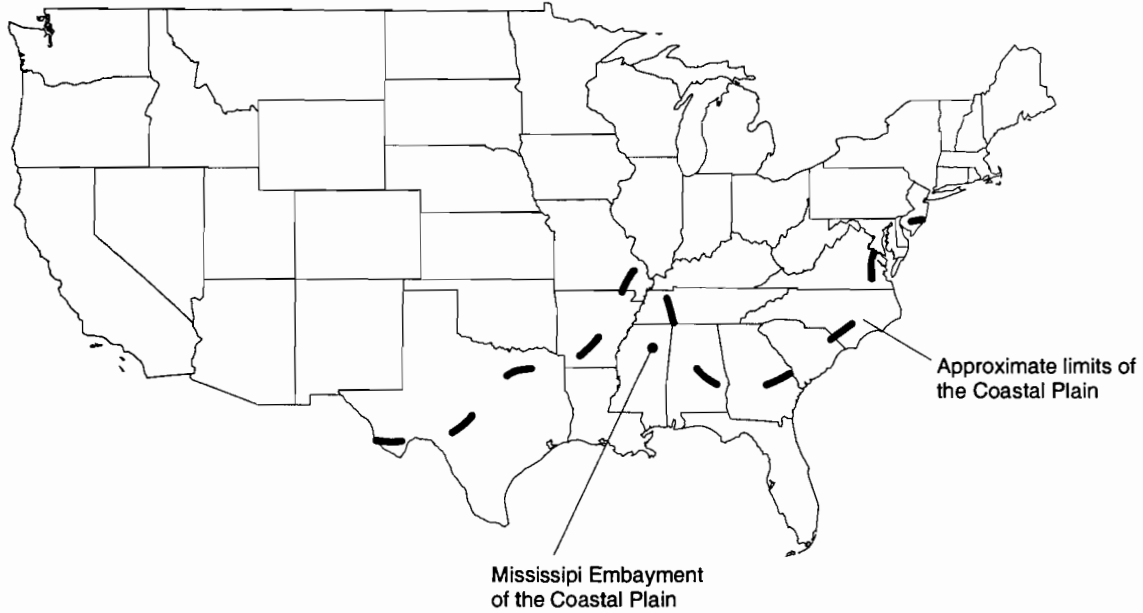 Approximate limits of
the Coastal Plain
Mississipi Embayment
of the Coastal Plain